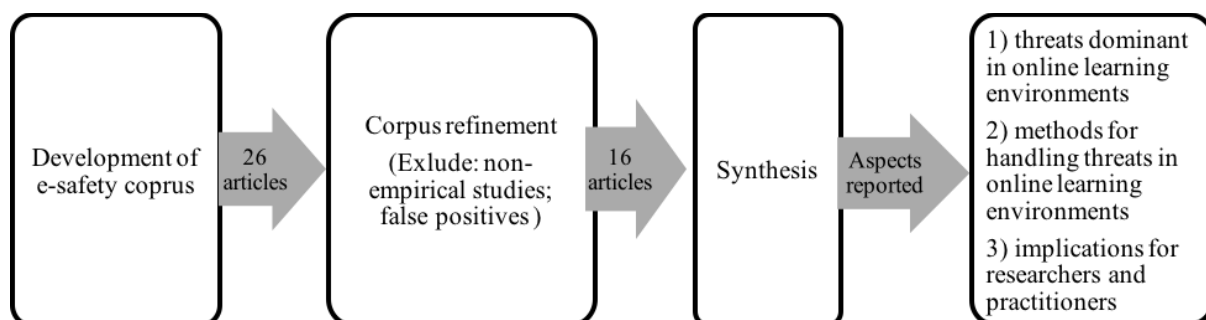 Development of
e-safety coprus
26
articles
Corpus refinement
(Exlude: non-
empirical studies;
false positives )
16
articles
Synthesis
Aspects
reported
1) threats dominant
in online learning
environments
2) methods for
handling threats in
online learning
environments
3) implications for
researchers and
practitioners